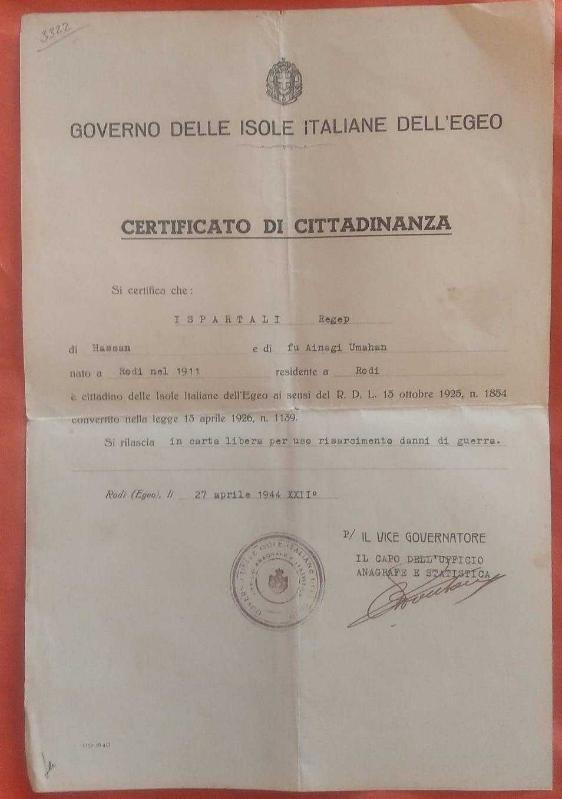 3322
GOVERNO DELLE ISOLE ITALIANE DELL'EGEO
CERTIFICATO DI CITTADINANZA
Si certifica che:
ISPARTALI Regep
di Hassan e di fu Ainagi Umahan
nato a Rodi nel 1911 residente a Rodi
è cittadino delle Isole Italiane dell'Egeo ai sensi del R. D. L. 15 ottobre 1925, n. 1854
convertito nella legge 15 aprile 1926, n. 1139.
Si rilascia in carta libera per uso risarcimento danni di guerra.
Rodi (Egeo), lì 27 aprile 1944 XXII°
P/ IL VICE GOVERNATORE
IL CAPO DELL'UFFICIO
ANAGRAFE E STATISTICA